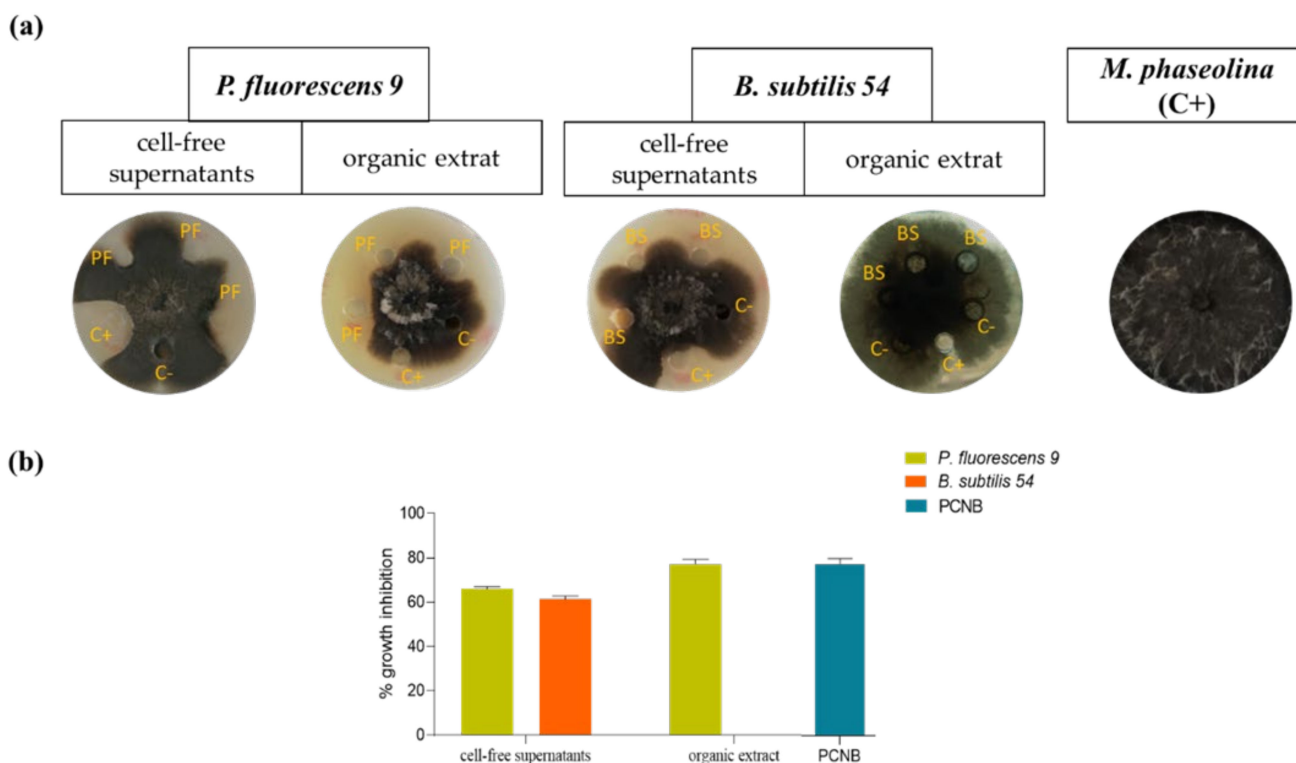 (a)
P. fluorescens 9
B. subtilis 54
M. phaseolina
(C+)
cell-free
supernatants
organic extrat
cell-free
supernatants
organic extrat
PF
PF
PF
C+
C-
PF
PF
PF
C-
C+
BS
BS
C-
BS
C+
BS
BS
BS
C-
C-
C+
(b)
P. fluorescens 9
B. subtilis 54
PCNB
% growth inhibition
100
80
60
40
20
0
cell-free supernatants
organic extract
PCNB